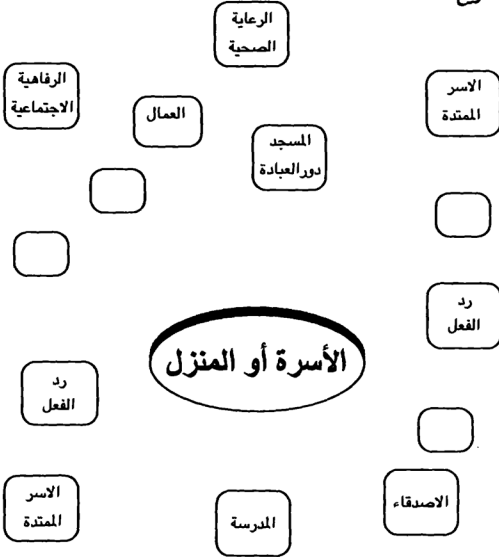 الرعاية
الصحية
الرفاهية
الاجتماعية
العمال
الاسر
الممتدة
المسجد
دورالعبادة
رد
الفعل
الأسرة أو المنزل
رد
الفعل
الاسر
الممتدة
المدرسة
الاصدقاء